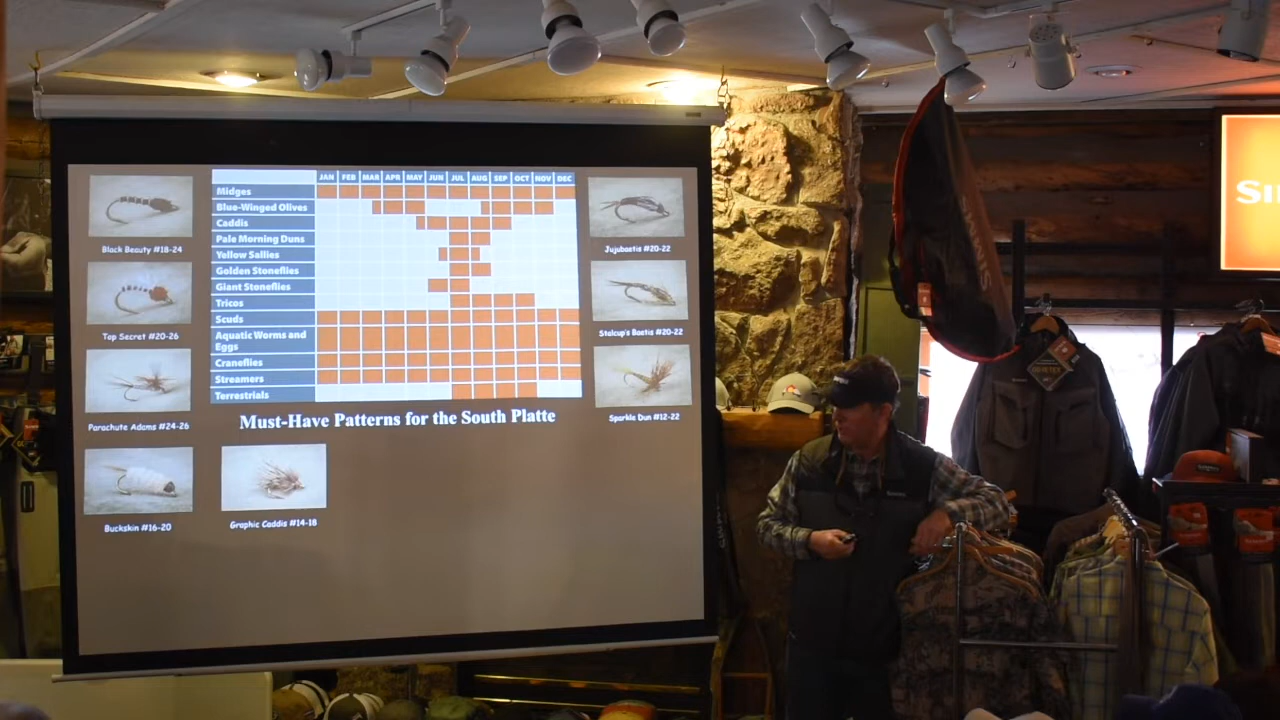 JAN FEB MAR APR MAY JUN JUL AUG SEP OCT NOV DEC
Midges
Blue-Winged Olives
Caddis
Pale Morning Duns
Yellow Sallies
Golden Stoneflies
Giant Stoneflies
Tricos
Scuds
Aquatic Worms and
Eggs
Craneflies
Streamers
Terrestrials
Must-Have Patterns for the South Platte
Black Beauty #18-24
Top Secret #20-26
Parachute Adams #24-26
Buckskin #16-20
Graphic Caddis #14-18
Jujubaetis #20-22
Stalcup's Baetis #20-22
Sparkle Dun #12-22
GORE-TEX